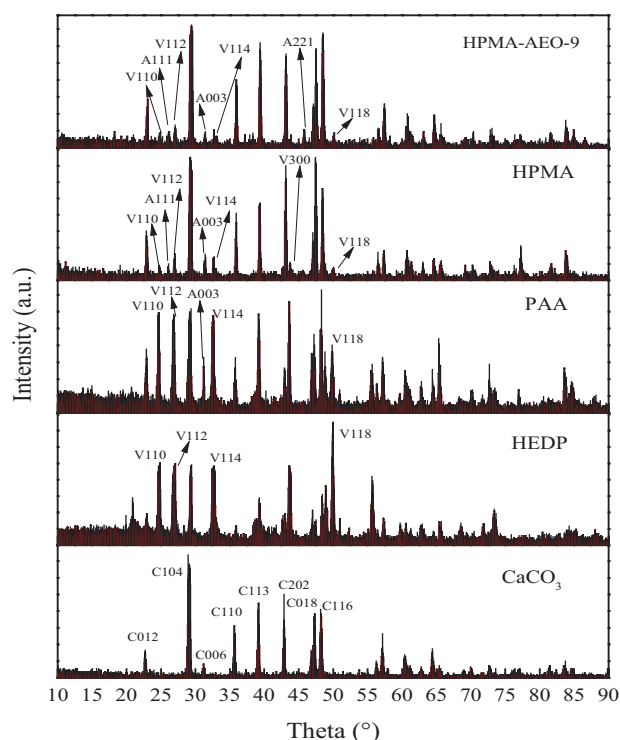 HPMA-AEO-9
V112
A111
V110
V114
A003
A221
V118
HPMA
V300
V112
A111
V110
V114
A003
V118
PAA
V112
A003
V110
V114
V118
HEDP
V118
V112
V110
V114
CaCO₃
C104
C202
C113
C018
C116
C110
C012
C006
Intensity (a.u.)
10 15 20 25 30 35 40 45 50 55 60 65 70 75 80 85 90
Theta (°)